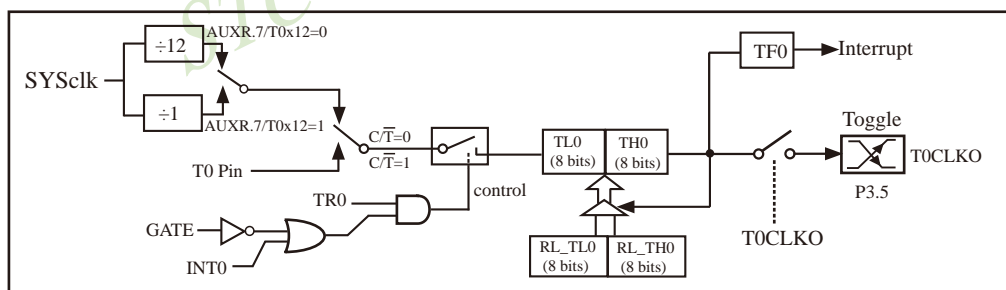 STC
AUXR.7/T0x12=0
÷12
SYSclk
÷1
AUXR.7/T0x12=1
T0 Pin
C/T̅=0
C/T̅=1
control
TR0
GATE
INT0
TL0
(8 bits)
TH0
(8 bits)
RL_TL0
(8 bits)
RL_TH0
(8 bits)
TF0
Interrupt
Toggle
T0CLKO
P3.5
T0CLKO